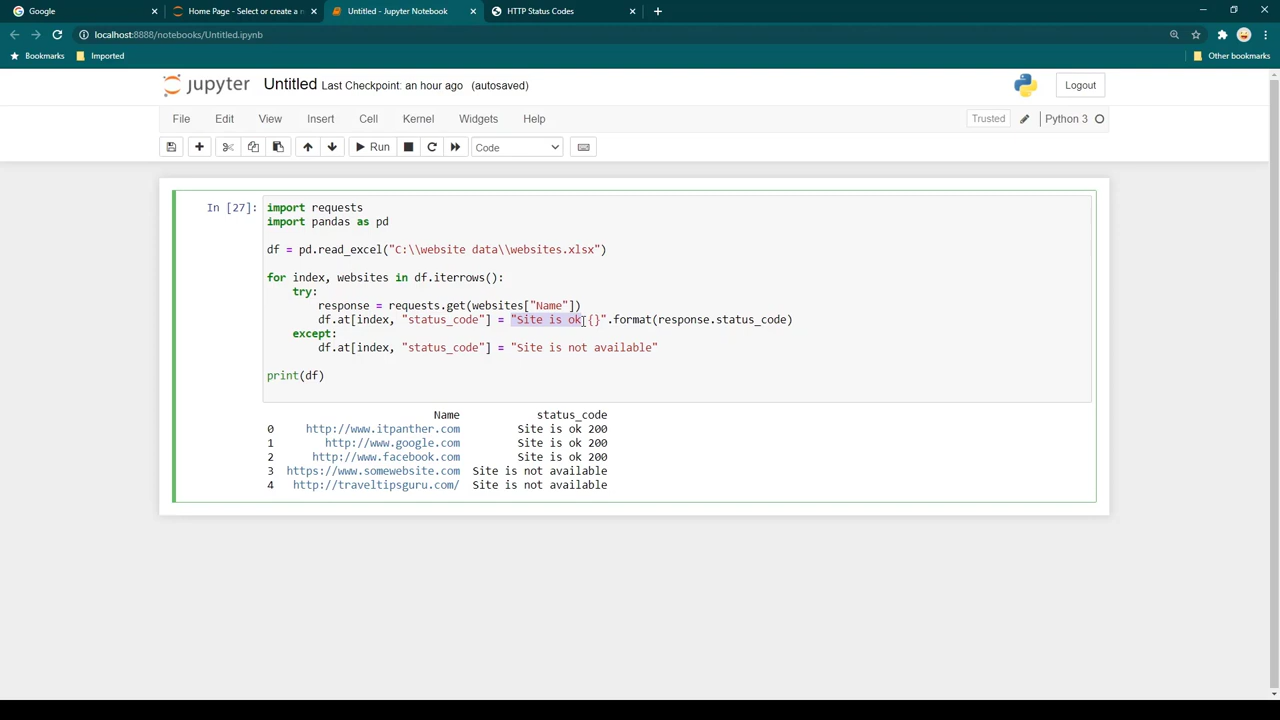 Google
Home Page - Select or create a n
Untitled - Jupyter Notebook
HTTP Status Codes
localhost:8888/notebooks/Untitled.ipynb
Bookmarks
Imported
Other bookmarks
jupyter
Untitled
Last Checkpoint: an hour ago
(autosaved)
Logout
File
Edit
View
Insert
Cell
Kernel
Widgets
Help
Trusted
Python 3
Run
Code
In [27]:
import requests
import pandas as pd
df = pd.read_excel("C:\\website data\\websites.xlsx")
for index, websites in df.iterrows():
try:
response = requests.get(websites["Name"])
df.at[index, "status_code"] = "Site is ok {}".format(response.status_code)
except:
df.at[index, "status_code"] = "Site is not available"
print(df)
Name status_code
0 http://www.itpanther.com Site is ok 200
1 http://www.google.com Site is ok 200
2 http://www.facebook.com Site is ok 200
3 https://www.somewebsite.com Site is not available
4 http://traveltipsguru.com/ Site is not available